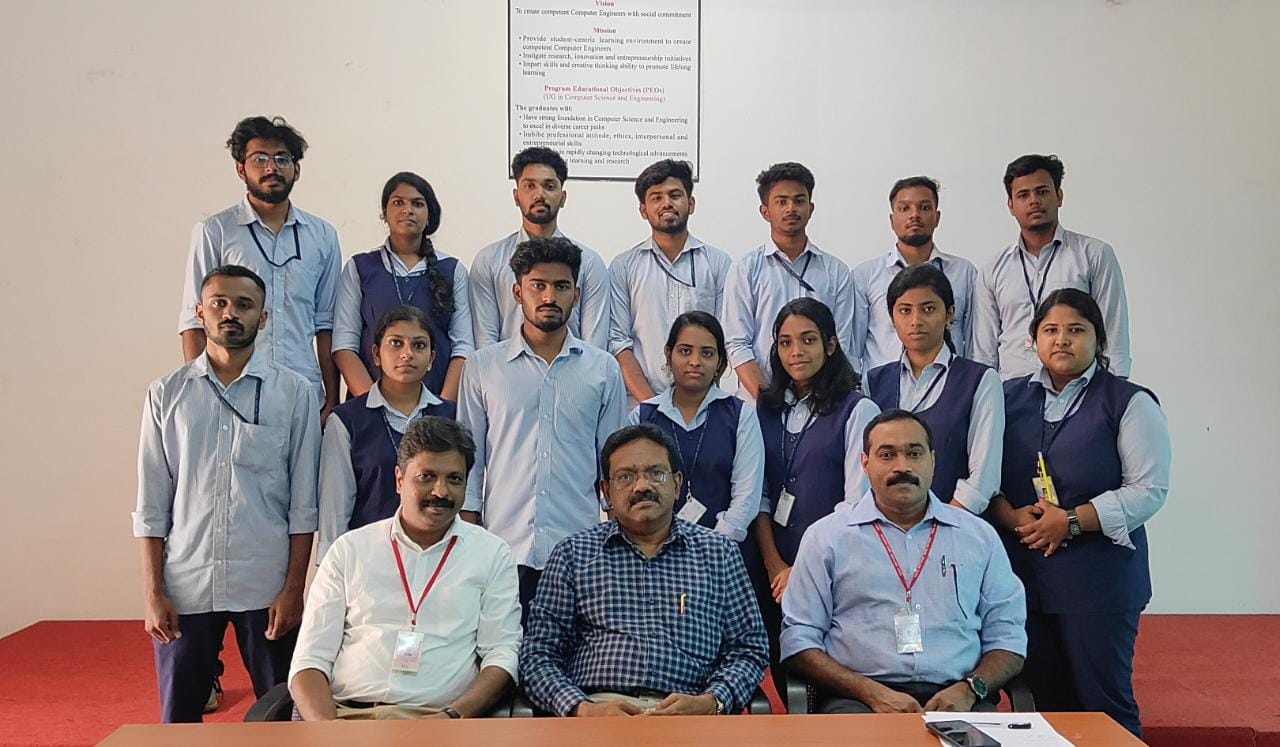 Vision
To create competent Computer Engineers with social commitment
Mission
• Provide student-centric learning environment to create
competent Computer Engineers
• Instigate research, innovation and entrepreneurship initiatives
• Impart skills and creative thinking ability to promote lifelong
learning
Program Educational Objectives (PEOs)
(UG in Computer Science and Engineering)
The graduates will:
• Have strong foundation in Computer Science and Engineering
to excel in diverse career paths
• Imbibe professional attitude, ethics, interpersonal and
entrepreneurial skills
to rapidly changing technological advancements
learning and research